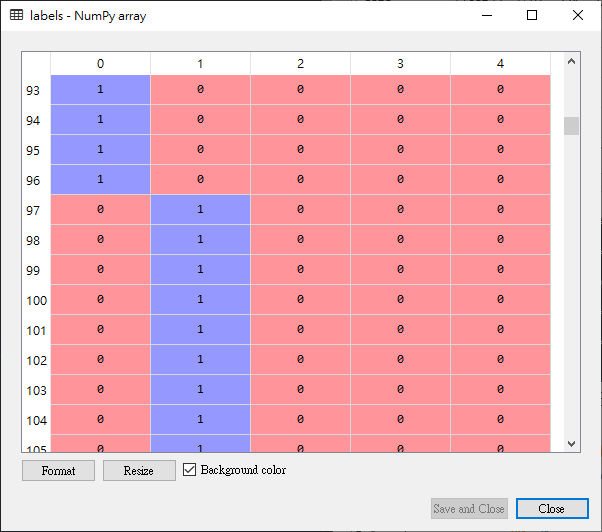 labels - NumPy array
0 1 2 3 4
93 1 0 0 0 0
94 1 0 0 0 0
95 1 0 0 0 0
96 1 0 0 0 0
97 0 1 0 0 0
98 0 1 0 0 0
99 0 1 0 0 0
100 0 1 0 0 0
101 0 1 0 0 0
102 0 1 0 0 0
103 0 1 0 0 0
104 0 1 0 0 0
105 0 1 0 0 0
Format Resize Background color
Save and Close Close